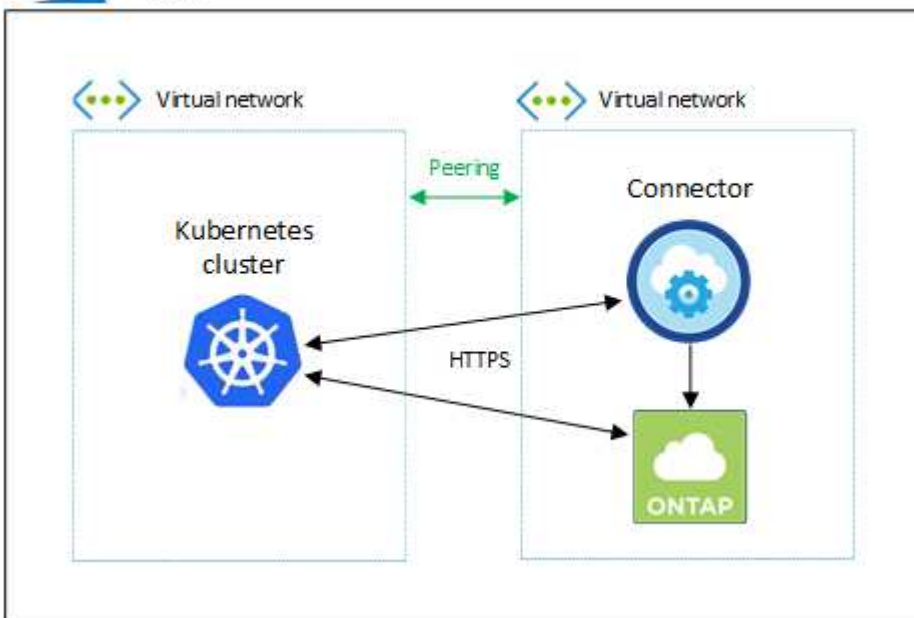 Virtual network
Virtual network
Peering
Connector
Kubernetes
cluster
HTTPS
ONTAP